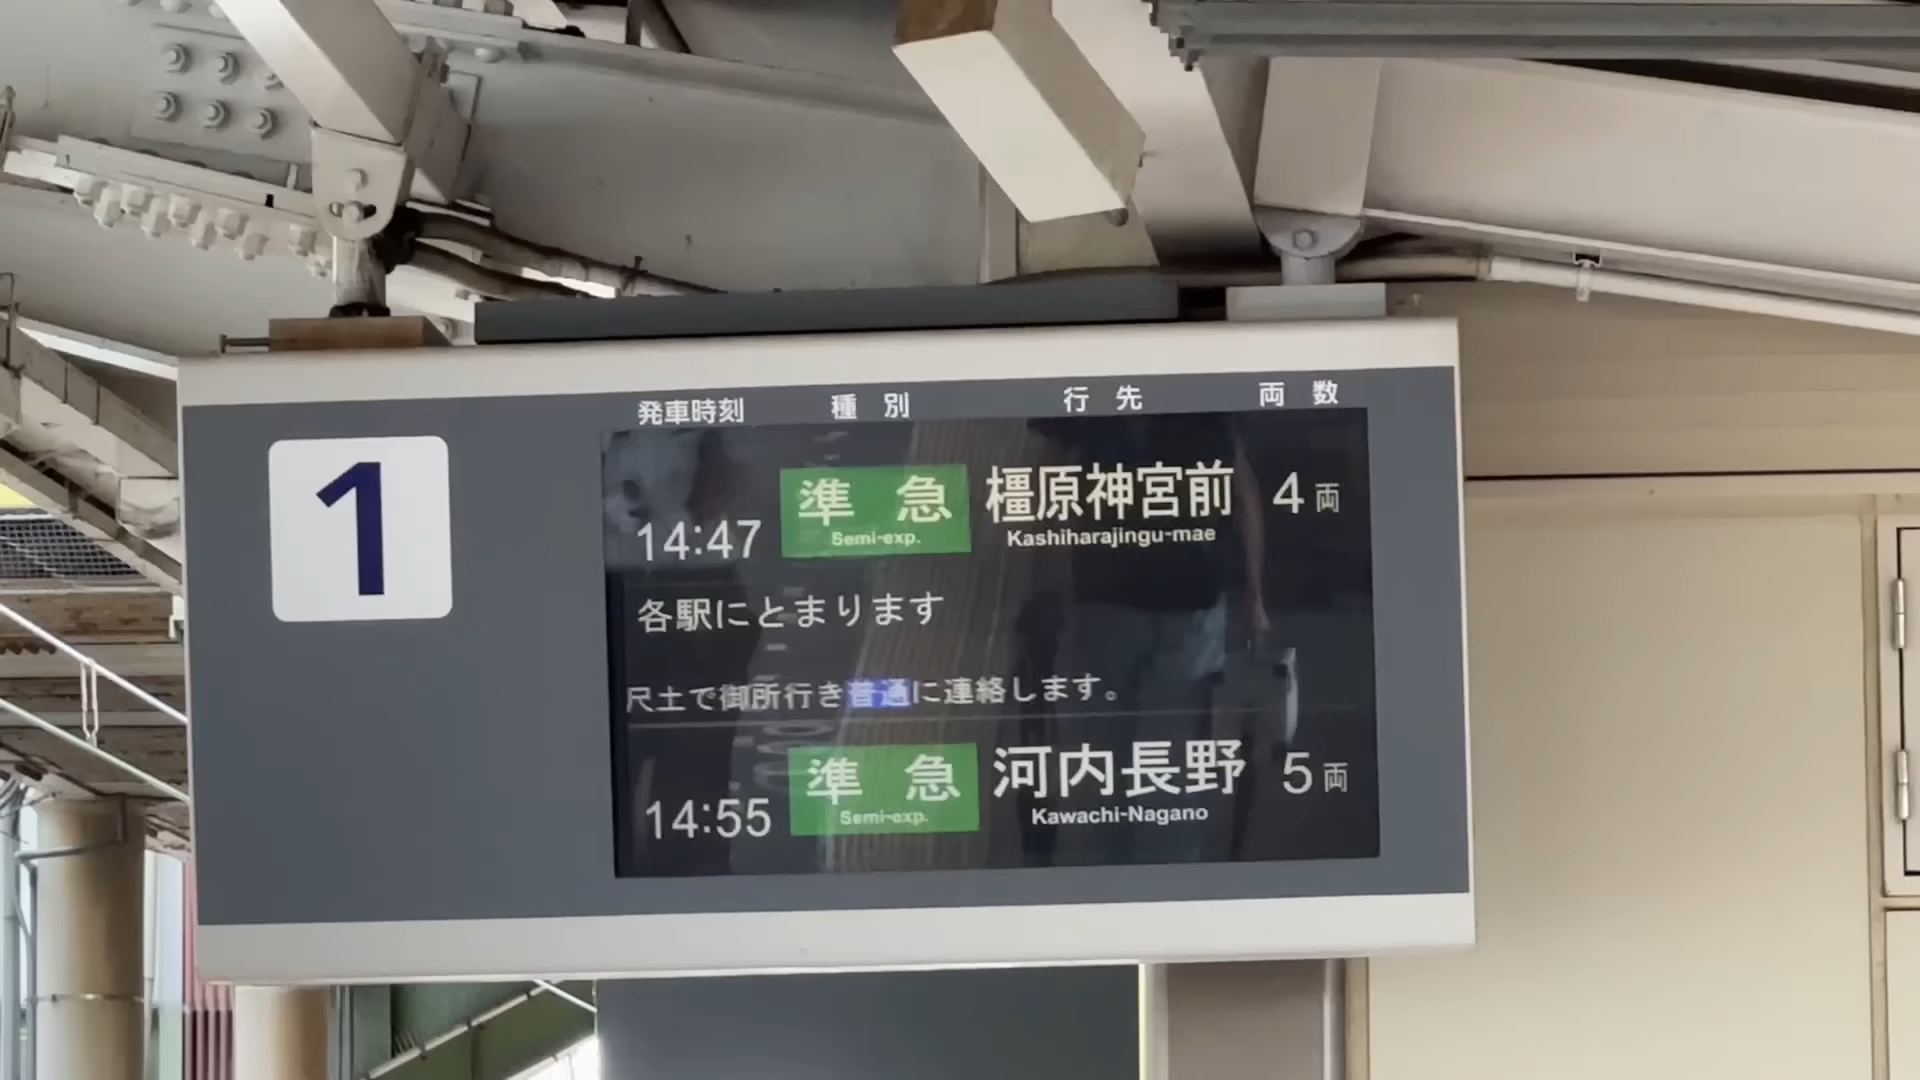 発車時刻 種別 行先 両数
1
14:47 準急 橿原神宮前 4両
Semi-exp. Kashiharajingu-mae
各駅にとまります
尺土で御所行き普通に連絡します。
14:55 準急 河内長野 5両
Semi-exp. Kawachi-Nagano